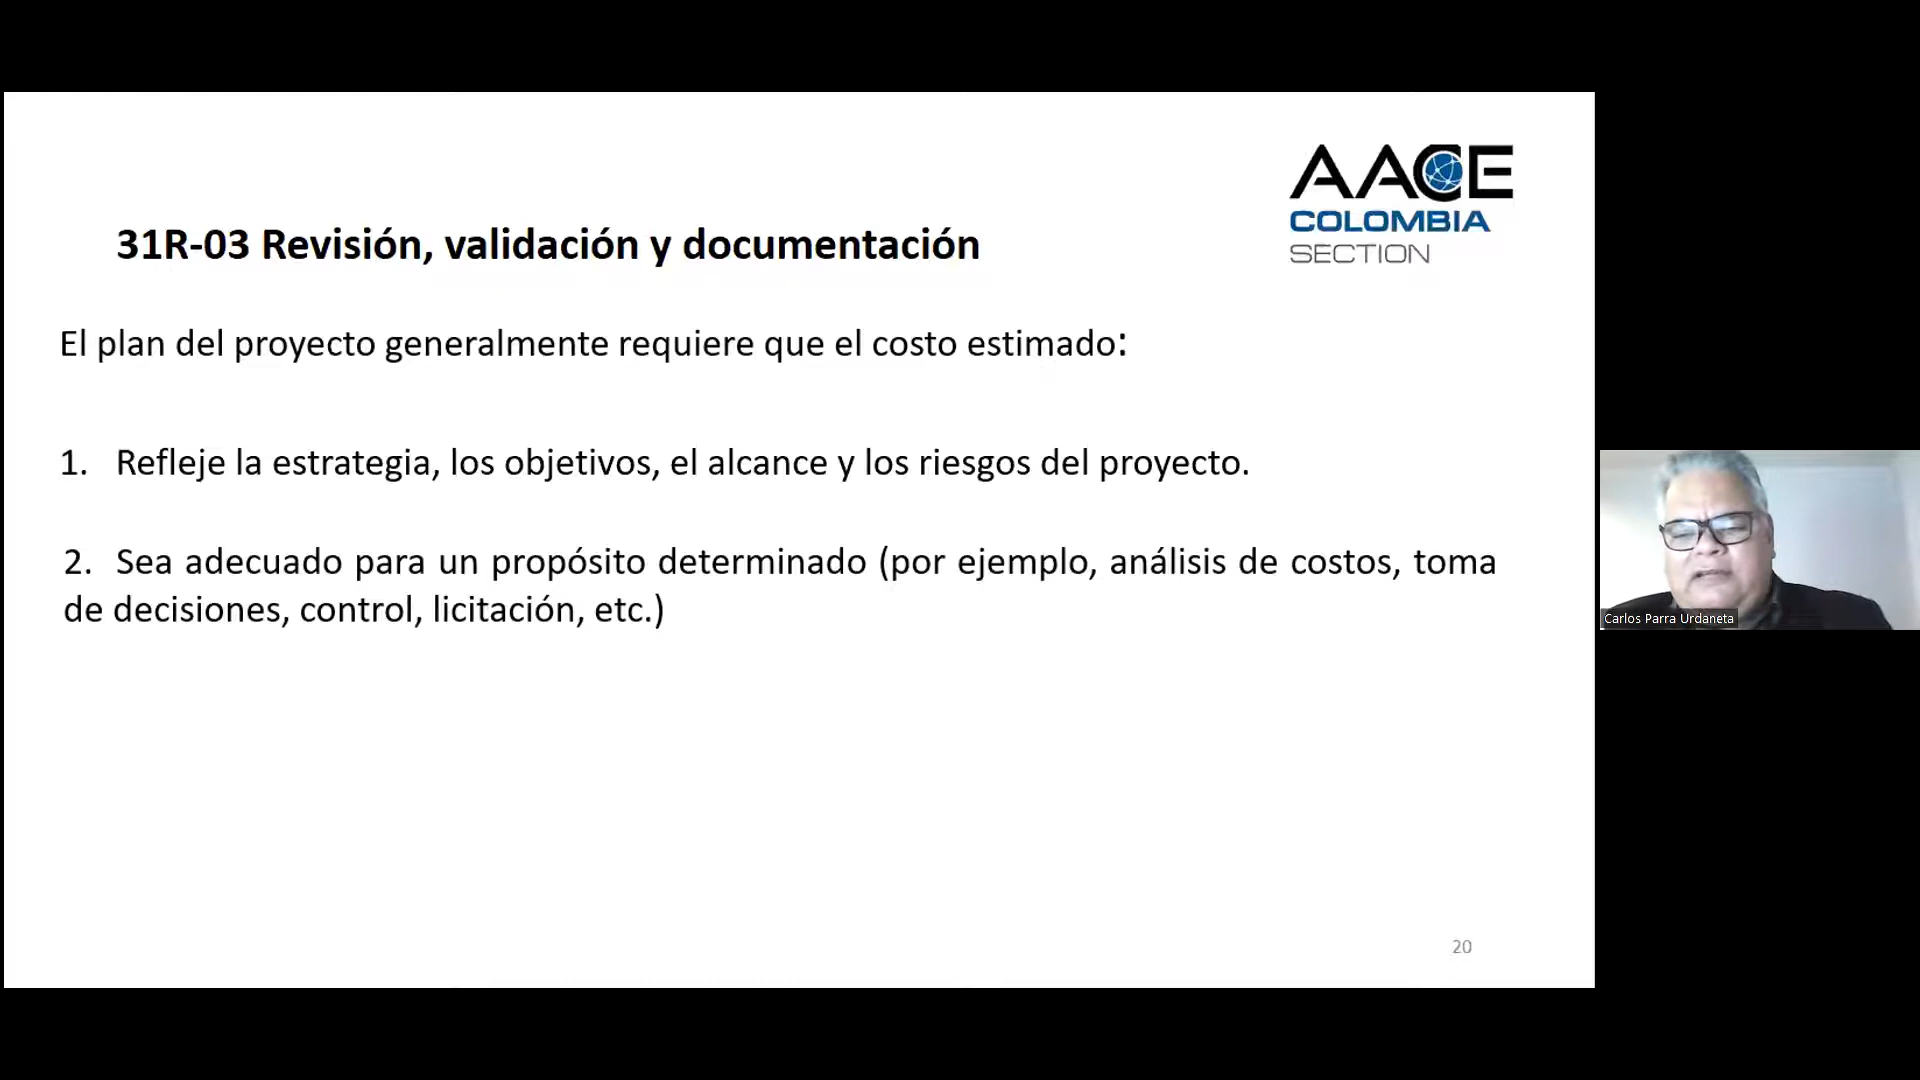 AACE
COLOMBIA
SECTION
31R-03 Revisión, validación y documentación
El plan del proyecto generalmente requiere que el costo estimado:
1. Refleje la estrategia, los objetivos, el alcance y los riesgos del proyecto.
2. Sea adecuado para un propósito determinado (por ejemplo, análisis de costos, toma
de decisiones, control, licitación, etc.)
Carlos Parra Urdaneta
20